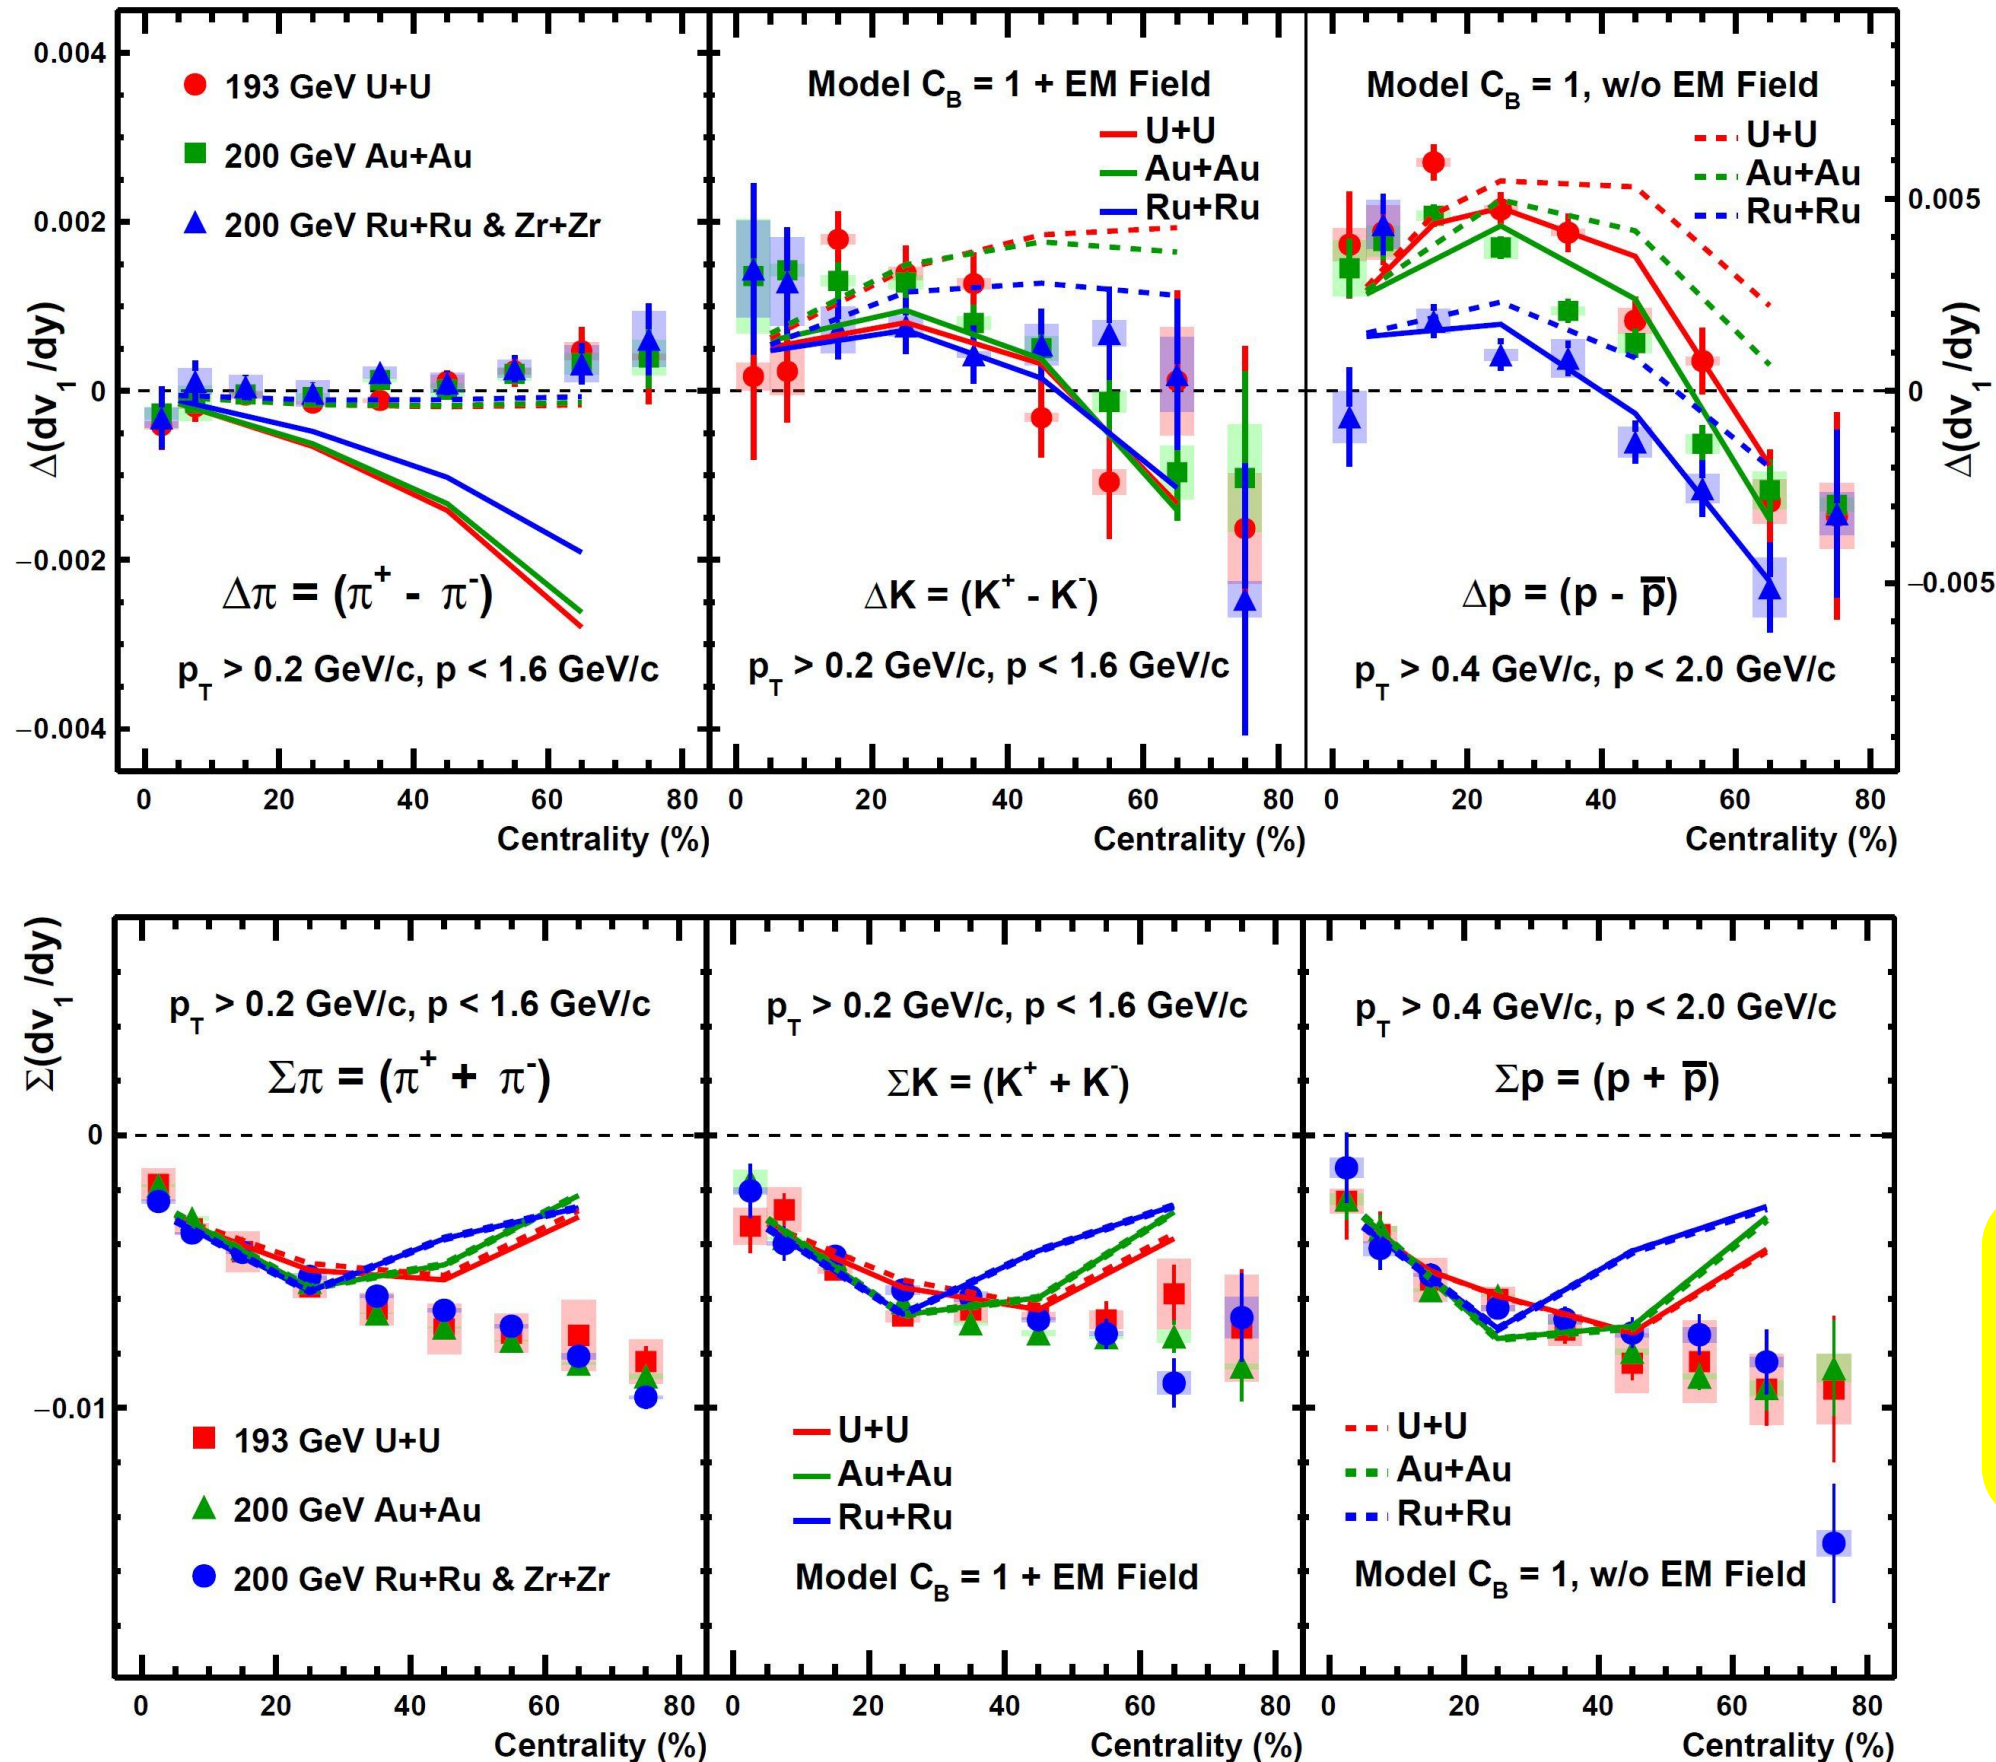 0.004
0.002
0
−0.002
−0.004
Δ(dv1 /dy)
193 GeV U+U
200 GeV Au+Au
200 GeV Ru+Ru & Zr+Zr
Δπ = (π+ - π-)
pT > 0.2 GeV/c, p < 1.6 GeV/c
Model CB = 1 + EM Field
U+U
Au+Au
Ru+Ru
ΔK = (K+ - K-)
pT > 0.2 GeV/c, p < 1.6 GeV/c
Model CB = 1, w/o EM Field
U+U
Au+Au
Ru+Ru
Δp = (p - p̅)
pT > 0.4 GeV/c, p < 2.0 GeV/c
0.005
0
−0.005
Δ(dv1 /dy)
0 20 40 60 80 0 20 40 60 80 0 20 40 60 80
Centrality (%) Centrality (%) Centrality (%)
Σ(dv1 /dy)
0
−0.01
pT > 0.2 GeV/c, p < 1.6 GeV/c
Σπ = (π+ + π-)
193 GeV U+U
200 GeV Au+Au
200 GeV Ru+Ru & Zr+Zr
pT > 0.2 GeV/c, p < 1.6 GeV/c
ΣK = (K+ + K-)
U+U
Au+Au
Ru+Ru
Model CB = 1 + EM Field
pT > 0.4 GeV/c, p < 2.0 GeV/c
Σp = (p + p̅)
U+U
Au+Au
Ru+Ru
Model CB = 1, w/o EM Field
0 20 40 60 80 0 20 40 60 80 0 20 40 60 80
Centrality (%) Centrality (%) Centrality (%)